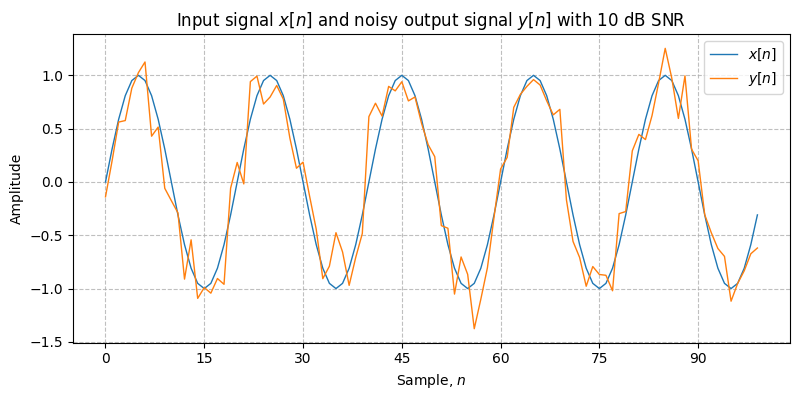 Input signal x[n] and noisy output signal y[n] with 10 dB SNR
x[n]
y[n]
Amplitude
1.0
0.5
0.0
−0.5
−1.0
−1.5
0 15 30 45 60 75 90
Sample, n